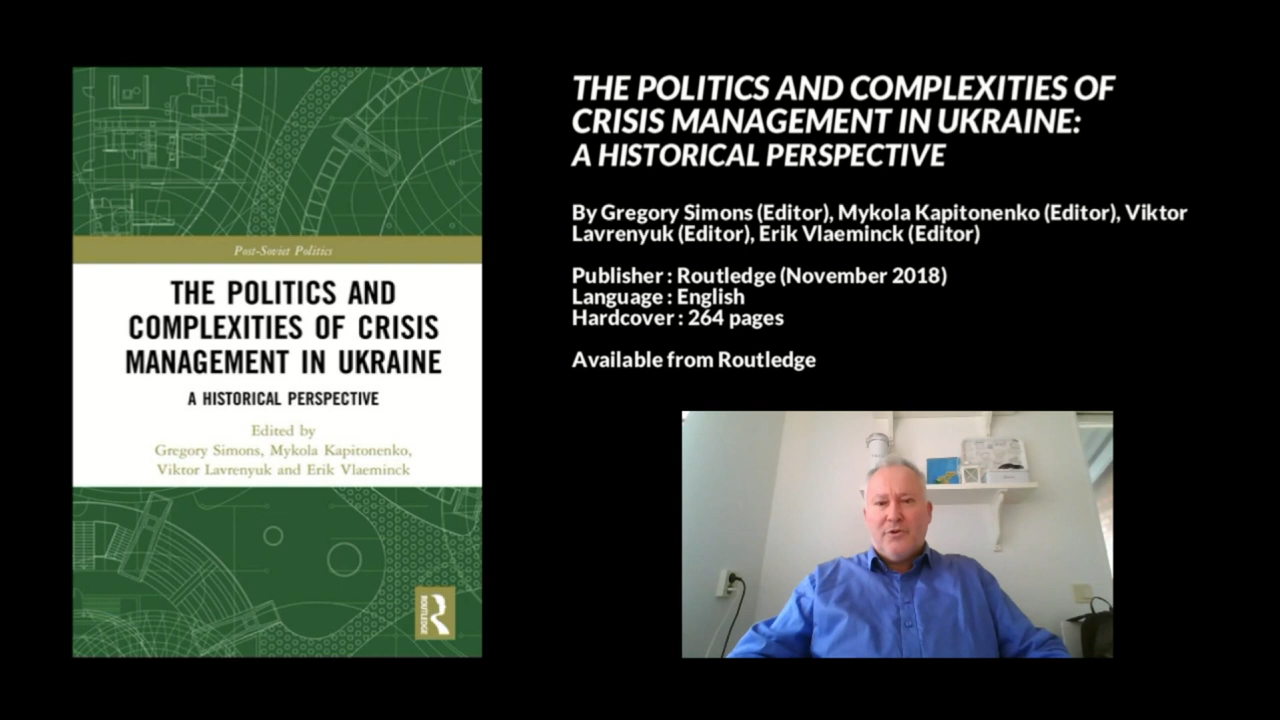 Post-Soviet Politics
THE POLITICS AND
COMPLEXITIES OF CRISIS
MANAGEMENT IN UKRAINE
A HISTORICAL PERSPECTIVE
Edited by
Gregory Simons, Mykola Kapitonenko,
Viktor Lavrenyuk and Erik Vlaeminck
ROUTLEDGE
THE POLITICS AND COMPLEXITIES OF
CRISIS MANAGEMENT IN UKRAINE:
A HISTORICAL PERSPECTIVE
By Gregory Simons (Editor), Mykola Kapitonenko (Editor), Viktor
Lavrenyuk (Editor), Erik Vlaeminck (Editor)
Publisher : Routledge (November 2018)
Language : English
Hardcover : 264 pages
Available from Routledge